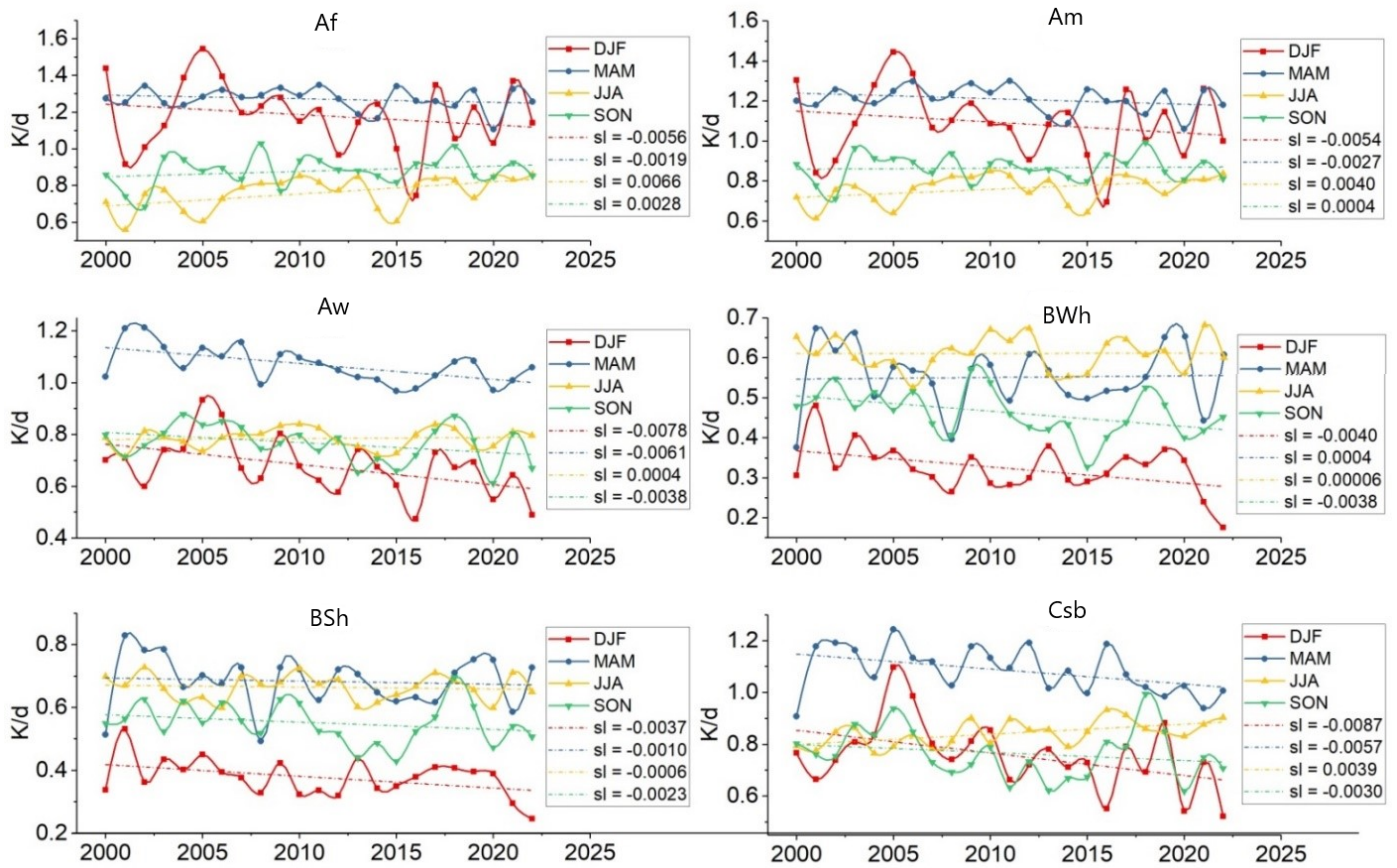 Af
K/d
1.6
1.4
1.2
1.0
0.8
0.6
2000 2005 2010 2015 2020 2025
DJF
MAM
JJA
SON
sl = -0.0056
sl = -0.0019
sl = 0.0066
sl = 0.0028
Am
K/d
1.6
1.4
1.2
1.0
0.8
0.6
2000 2005 2010 2015 2020 2025
DJF
MAM
JJA
SON
sl = -0.0054
sl = -0.0027
sl = 0.0040
sl = 0.0004
Aw
K/d
1.2
1.0
0.8
0.6
0.4
2000 2005 2010 2015 2020 2025
DJF
MAM
JJA
SON
sl = -0.0078
sl = -0.0061
sl = 0.0004
sl = -0.0038
BWh
K/d
0.7
0.6
0.5
0.4
0.3
0.2
2000 2005 2010 2015 2020 2025
DJF
MAM
JJA
SON
sl = -0.0040
sl = 0.0004
sl = 0.00006
sl = -0.0038
BSh
K/d
0.8
0.6
0.4
0.2
2000 2005 2010 2015 2020 2025
DJF
MAM
JJA
SON
sl = -0.0037
sl = -0.0010
sl = -0.0006
sl = -0.0023
Csb
K/d
1.2
1.0
0.8
0.6
2000 2005 2010 2015 2020 2025
DJF
MAM
JJA
SON
sl = -0.0087
sl = -0.0057
sl = 0.0039
sl = -0.0030